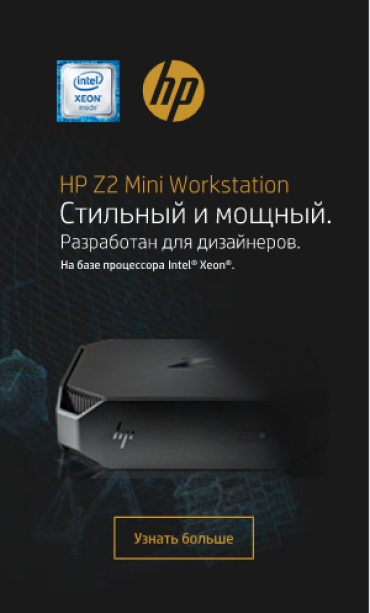 intel
XEON
inside
hp
HP Z2 Mini Workstation
Стильный и мощный.
Разработан для дизайнеров.
На базе процессора Intel® Xeon®.
hp
Узнать больше